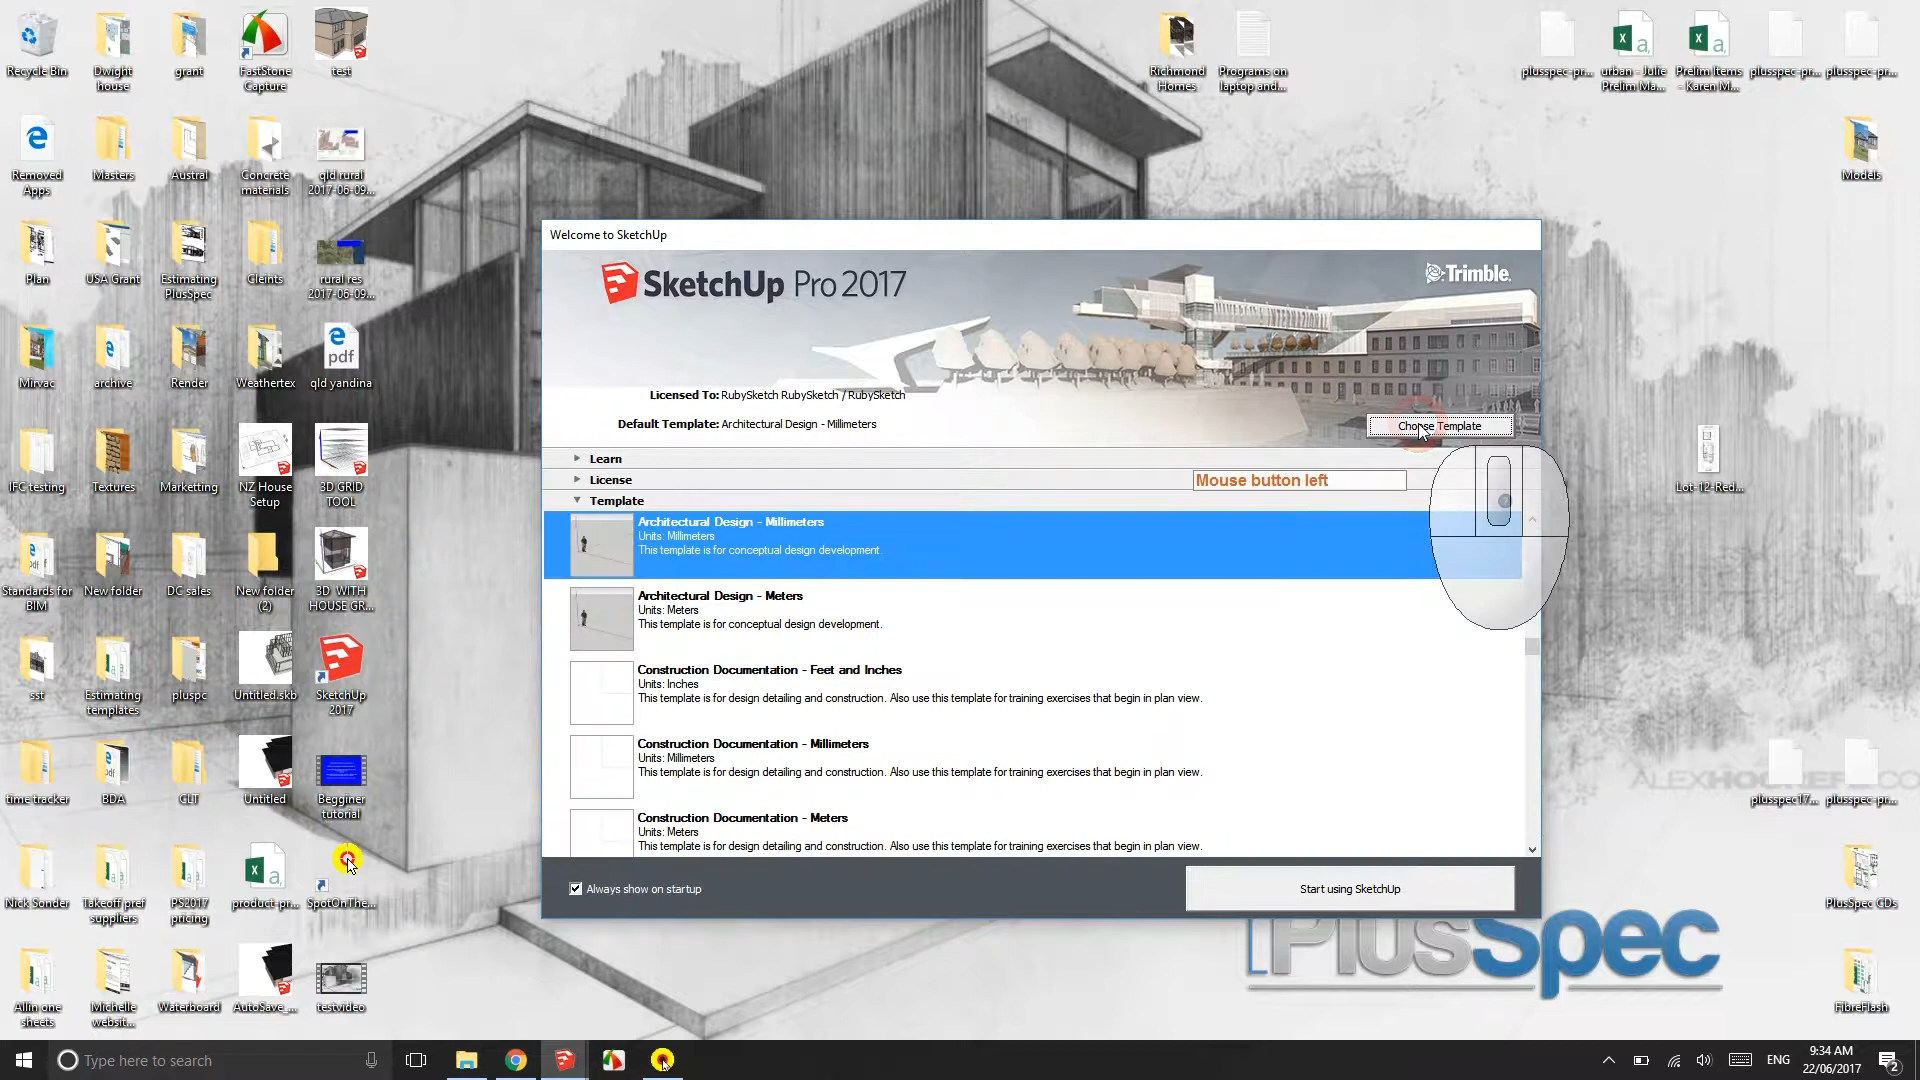 Recycle Bin
Dwight house
grant
FastStone Capture
test
Richmond Homes
Programs on laptop and...
plusspec-pr...
urban - Julie Prelim Ma...
Prelim Items - Karen M...
plusspec-pr...
plusspec-pr...
Removed Apps
Masters
Austral
Concrete materials
qld rural 2017-06-09...
Models
Plan
USA Grant
Estimating PlusSpec
Cleints
rural res 2017-06-09...
Mirvac
archive
Render
Weathertex
pdf
qld yandina
IFC testing
Textures
Marketting
NZ House Setup
3D GRID TOOL
Lot-12-Red...
Standards for BIM
New folder
DC sales
New folder (2)
3D WITH HOUSE GR...
sst
Estimating templates
pluspc
Untitled.skb
SketchUp 2017
time tracker
BDA
CLT
Untitled
Begginer tutorial
plusspec17...
plusspec-pr...
Nick Sonder
Takeoff pref suppliers
PS2017 pricing
product-pr...
SpotOnThe...
PlusSpec CDs
Allin one sheets
Michelle websit...
Waterboard
AutoSave_...
testvideo
FibreFlash
Welcome to SketchUp
SketchUp Pro 2017
Trimble.
Licensed To: RubySketch RubySketch / RubySketch
Default Template: Architectural Design - Millimeters
Choose Template
Learn
License
Mouse button left
Template
Architectural Design - Millimeters
Units: Millimeters
This template is for conceptual design development.
Architectural Design - Meters
Units: Meters
This template is for conceptual design development.
Construction Documentation - Feet and Inches
Units: Inches
This template is for design detailing and construction. Also use this template for training exercises that begin in plan view.
Construction Documentation - Millimeters
Units: Millimeters
This template is for design detailing and construction. Also use this template for training exercises that begin in plan view.
Construction Documentation - Meters
Units: Meters
This template is for design detailing and construction. Also use this template for training exercises that begin in plan view.
Always show on startup
Start using SketchUp
PlusSpec
Type here to search
ENG
9:34 AM
22/06/2017
2